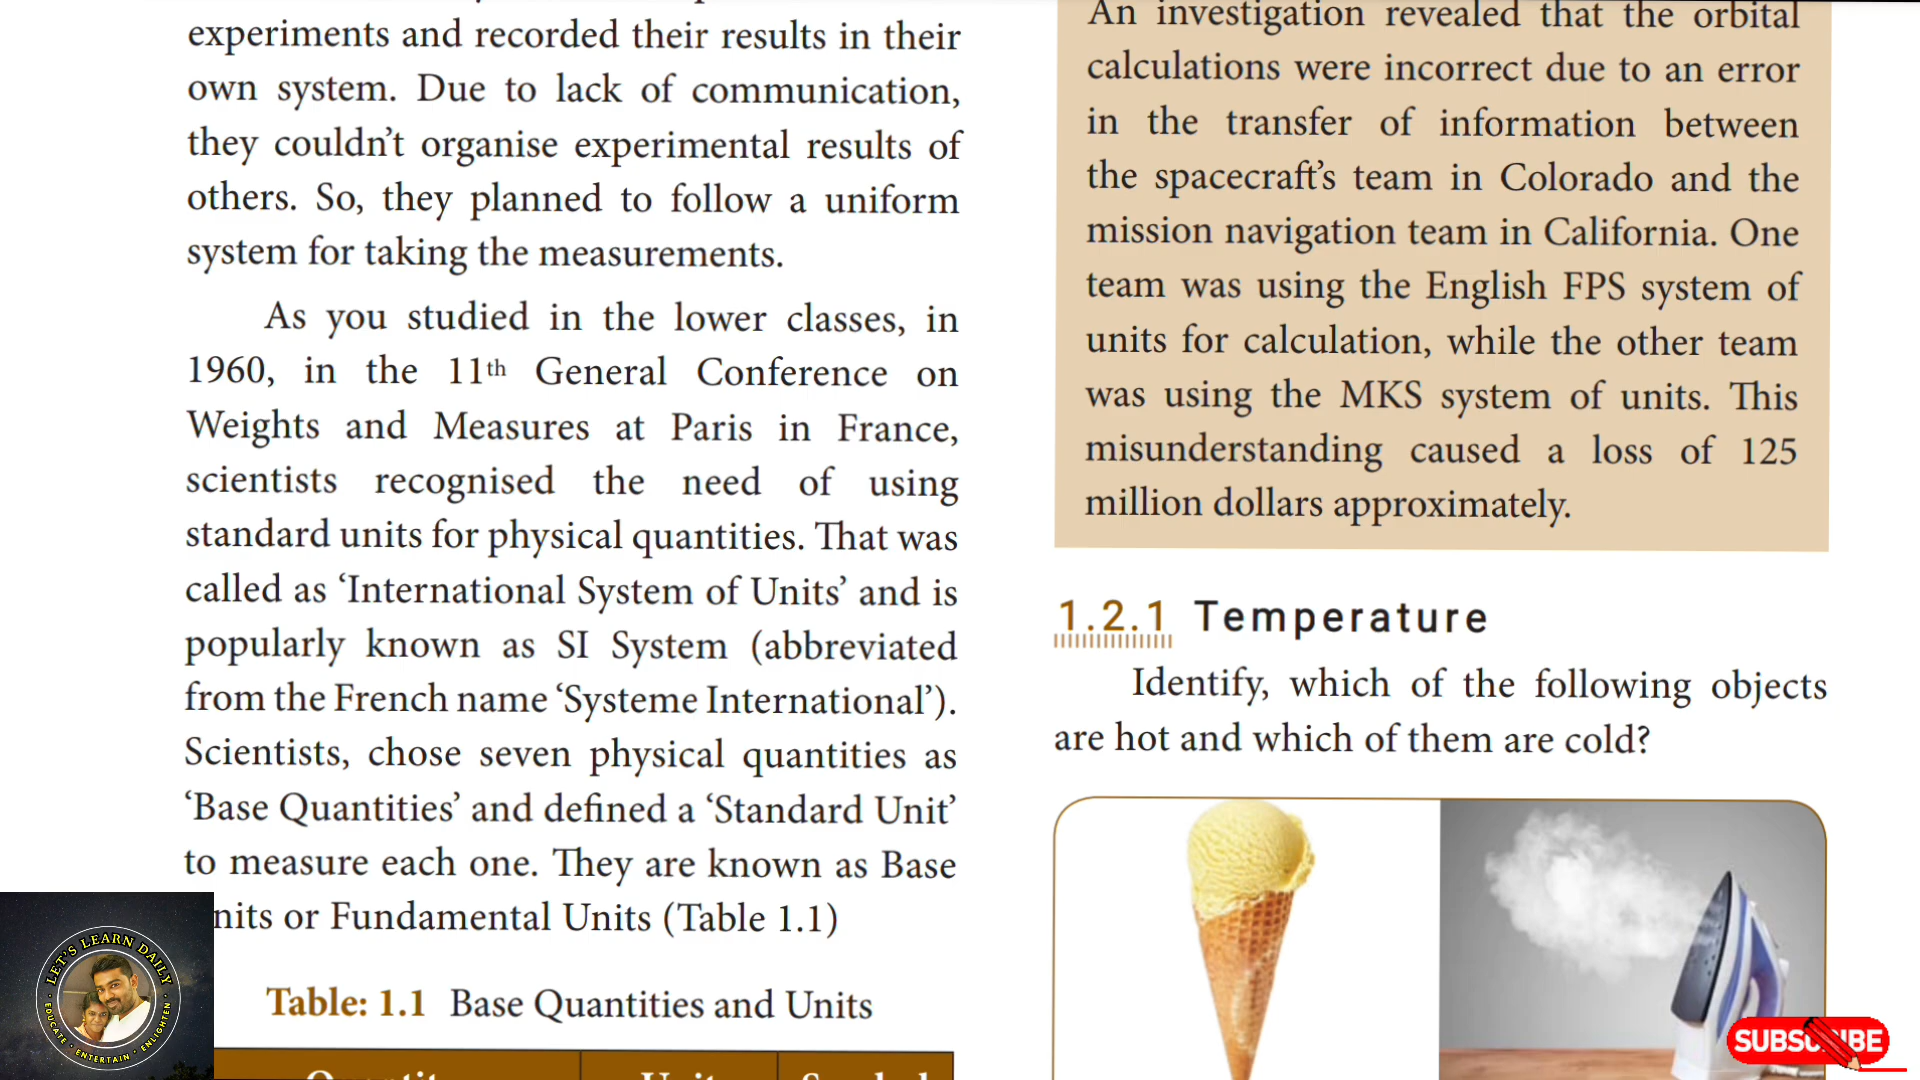 experiments and recorded their results in their
own system. Due to lack of communication,
they couldn't organise experimental results of
others. So, they planned to follow a uniform
system for taking the measurements.
As you studied in the lower classes, in
1960, in the 11th General Conference on
Weights and Measures at Paris in France,
scientists recognised the need of using
standard units for physical quantities. That was
called as ‘International System of Units’ and is
popularly known as SI System (abbreviated
from the French name ‘Systeme International’).
Scientists, chose seven physical quantities as
‘Base Quantities’ and defined a ‘Standard Unit’
to measure each one. They are known as Base
nits or Fundamental Units (Table 1.1)
Table: 1.1 Base Quantities and Units
An investigation revealed that the orbital
calculations were incorrect due to an error
in the transfer of information between
the spacecraft's team in Colorado and the
mission navigation team in California. One
team was using the English FPS system of
units for calculation, while the other team
was using the MKS system of units. This
misunderstanding caused a loss of 125
million dollars approximately.
1.2.1 Temperature
Identify, which of the following objects
are hot and which of them are cold?
LET'S LEARN DAILY
EDUCATE · ENTERTAIN · ENLIGHTEN
SUBSCRIBE